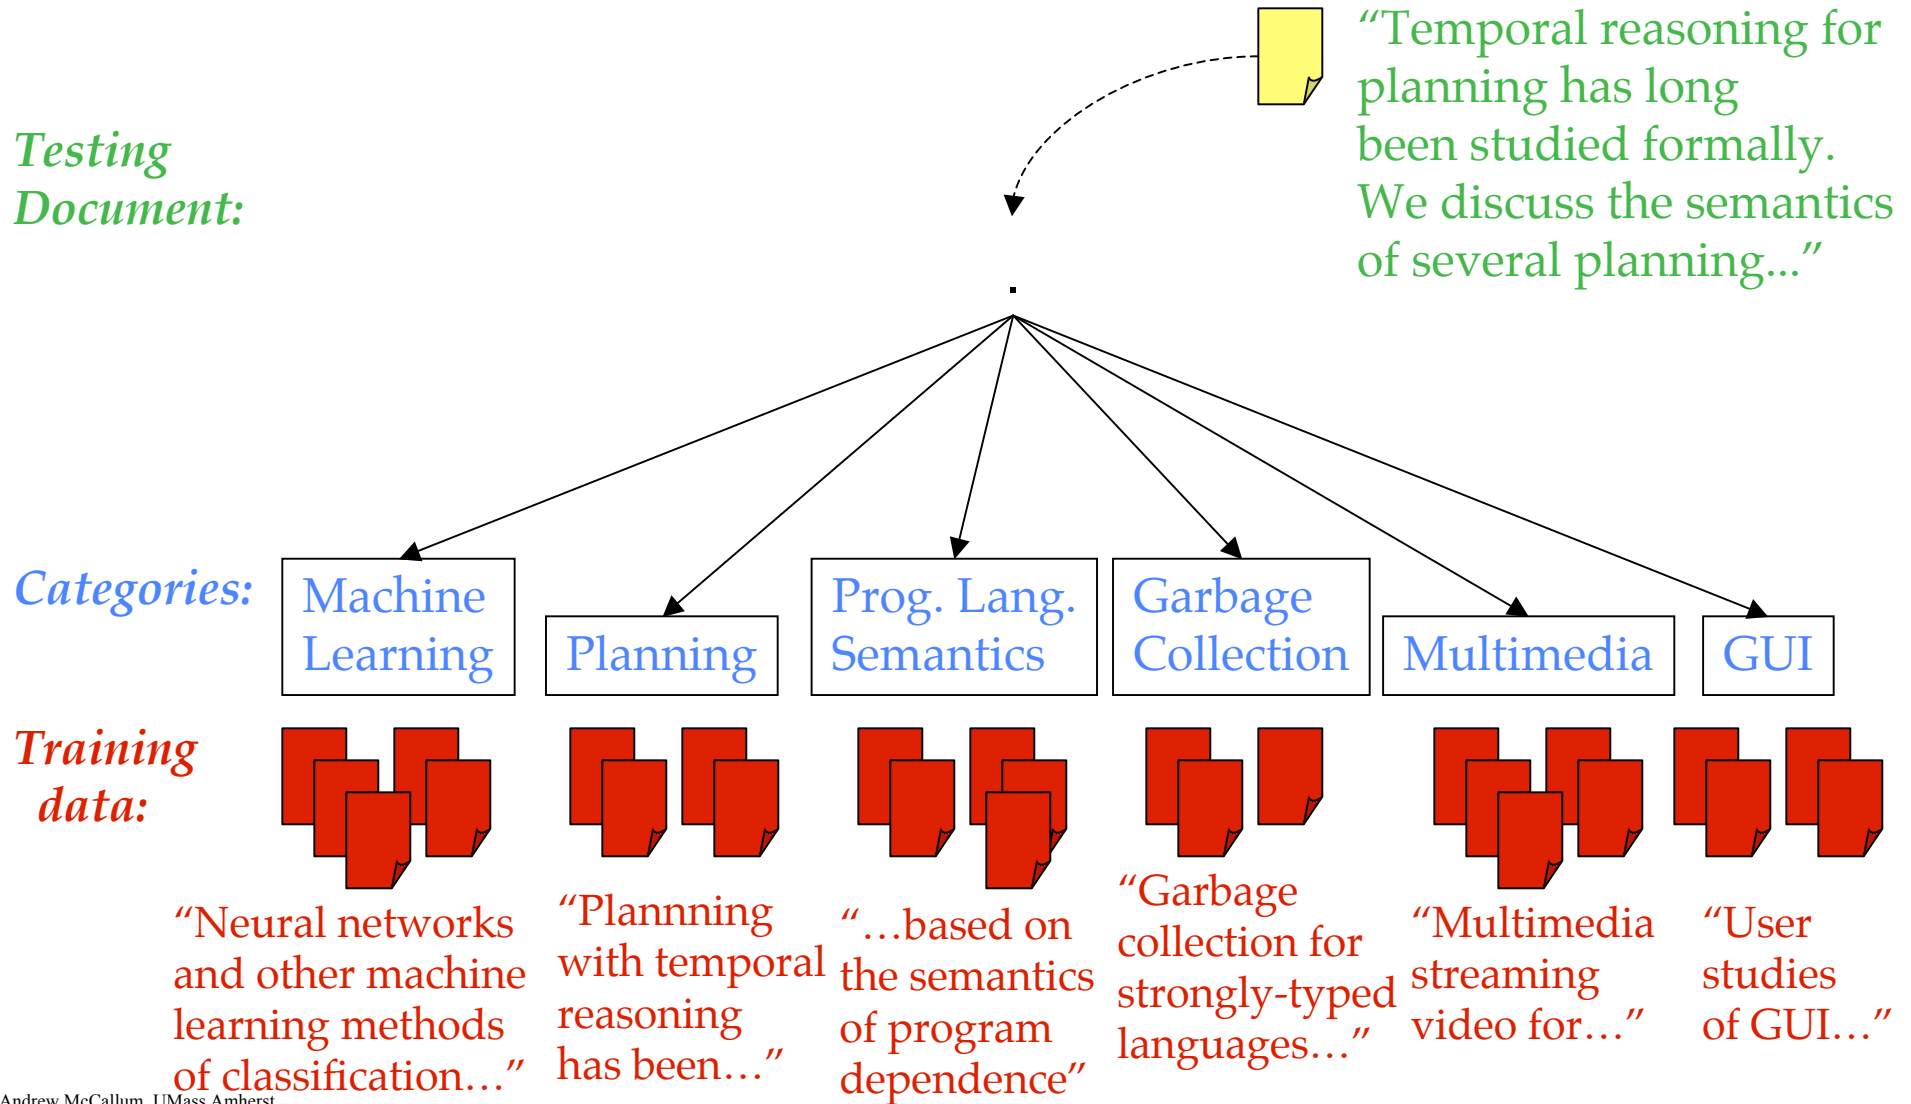 “Temporal reasoning for
planning has long
been studied formally.
We discuss the semantics
of several planning...”
Testing
Document:
.
Categories:
Machine
Learning
Planning
Prog. Lang.
Semantics
Garbage
Collection
Multimedia
GUI
Training
data:
“Neural networks
and other machine
learning methods
of classification…”
“Plannning
with temporal
reasoning
has been…”
“…based on
the semantics
of program
dependence”
“Garbage
collection for
strongly-typed
languages…”
“Multimedia
streaming
video for…”
“User
studies
of GUI…”
Andrew McCallum, UMass Amherst